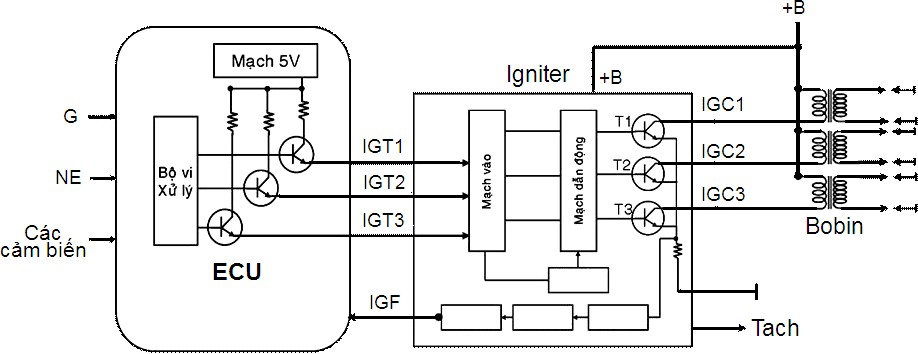 +B
Mạch 5V
Igniter
+B
G
NE
Các
cảm biến
Bộ vi
Xử lý
ECU
IGT1
IGT2
IGT3
IGF
Mạch vào
Mạch dẫn động
T1
T2
T3
IGC1
IGC2
IGC3
Bobin
Tach